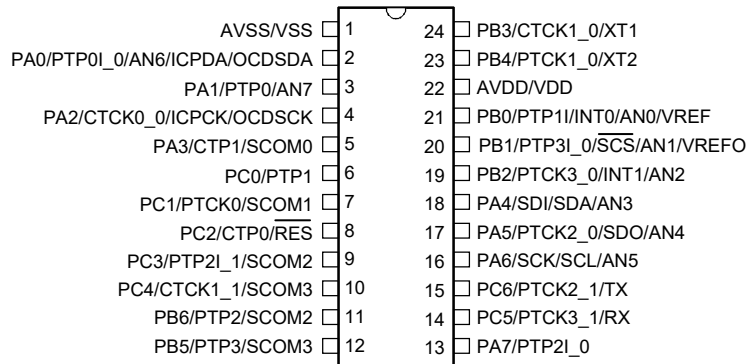 AVSS/VSS 1 24 PB3/CTCK1_0/XT1
PA0/PTP0I_0/AN6/ICPDA/OCDSDA 2 23 PB4/PTCK1_0/XT2
PA1/PTP0/AN7 3 22 AVDD/VDD
PA2/CTCK0_0/ICPCK/OCDSCK 4 21 PB0/PTP1I/INT0/AN0/VREF
PA3/CTP1/SCOM0 5 20 PB1/PTP3I_0/SCS/AN1/VREFO
PC0/PTP1 6 19 PB2/PTCK3_0/INT1/AN2
PC1/PTCK0/SCOM1 7 18 PA4/SDI/SDA/AN3
PC2/CTP0/RES 8 17 PA5/PTCK2_0/SDO/AN4
PC3/PTP2I_1/SCOM2 9 16 PA6/SCK/SCL/AN5
PC4/CTCK1_1/SCOM3 10 15 PC6/PTCK2_1/TX
PB6/PTP2/SCOM2 11 14 PC5/PTCK3_1/RX
PB5/PTP3/SCOM3 12 13 PA7/PTP2I_0